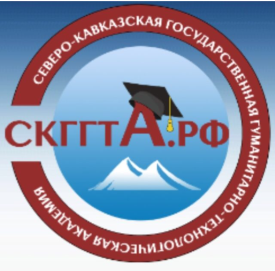 СЕВЕРО-КАВКАЗСКАЯ ГОСУДАРСТВЕННАЯ ГУМАНИТАРНО-ТЕХНОЛОГИЧЕСКАЯ АКАДЕМИЯ
СКГГТА.РФ